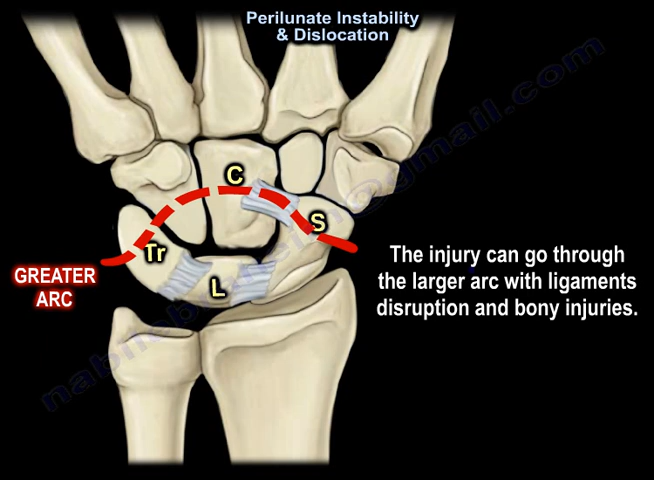 Perilunate Instability
& Dislocation
C
S
Tr
L
GREATER
ARC
The injury can go through
the larger arc with ligaments
disruption and bony injuries.